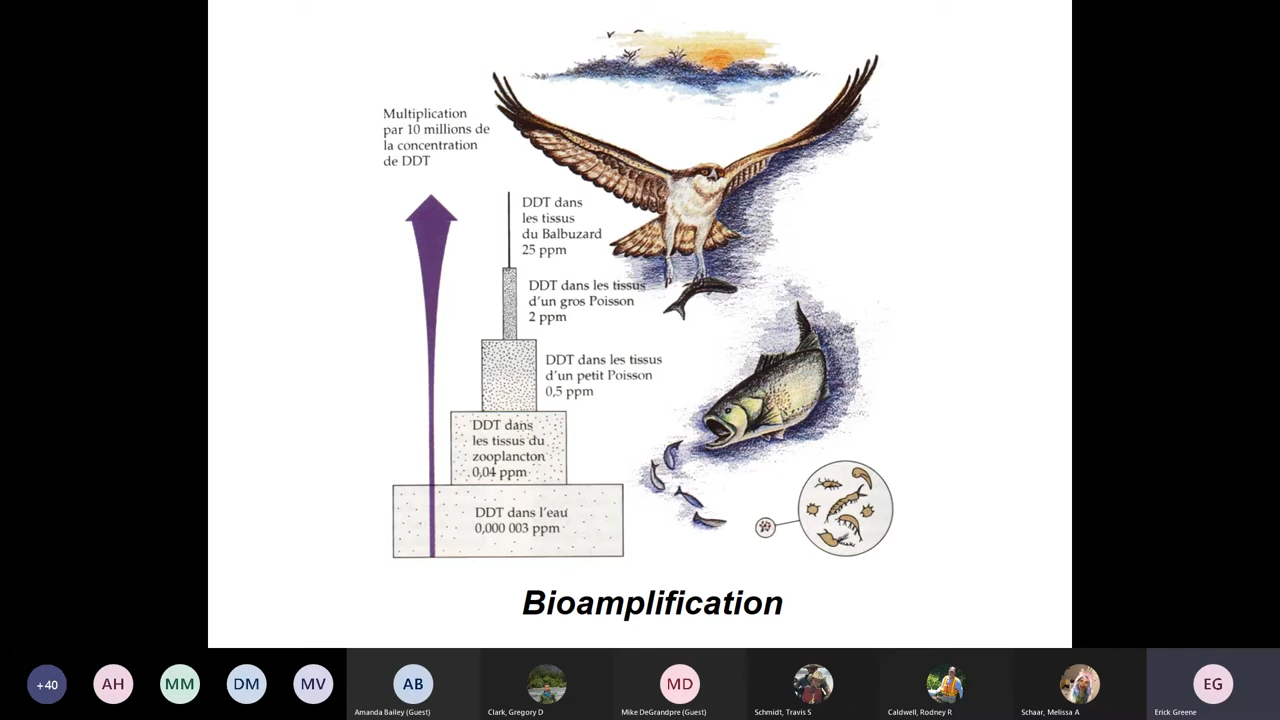 Multiplication
par 10 millions de
la concentration
de DDT
DDT dans
les tissus
du Balbuzard
25 ppm
DDT dans les tissus
d'un gros Poisson
2 ppm
DDT dans les tissus
d'un petit Poisson
0,5 ppm
DDT dans
les tissus du
zooplancton
0,04 ppm
DDT dans l'eau
0,000 003 ppm
Bioamplification
+40
AH
MM
DM
MV
AB
MD
EG
Amanda Bailey (Guest)
Clark, Gregory D
Mike DeGrandpre (Guest)
Schmidt, Travis S
Caldwell, Rodney R
Schaar, Melissa A
Erick Greene